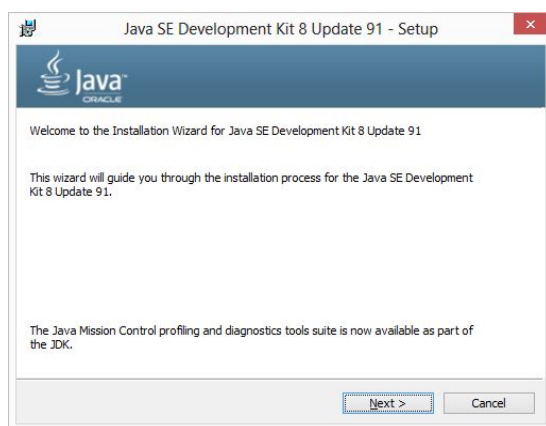 Java SE Development Kit 8 Update 91 - Setup
Java™
ORACLE
Welcome to the Installation Wizard for Java SE Development Kit 8 Update 91
This wizard will guide you through the installation process for the Java SE Development
Kit 8 Update 91.
The Java Mission Control profiling and diagnostics tools suite is now available as part of
the JDK.
Next >
Cancel